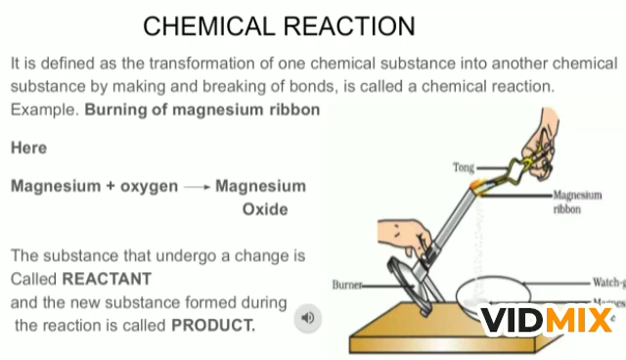 CHEMICAL REACTION
It is defined as the transformation of one chemical substance into another chemical
substance by making and breaking of bonds, is called a chemical reaction.
Example. Burning of magnesium ribbon
Here
Magnesium + oxygen → Magnesium
Oxide
The substance that undergo a change is
Called REACTANT
and the new substance formed during
the reaction is called PRODUCT.
Tong
Magnesium
ribbon
Burner
Watch-g
VIDMIX